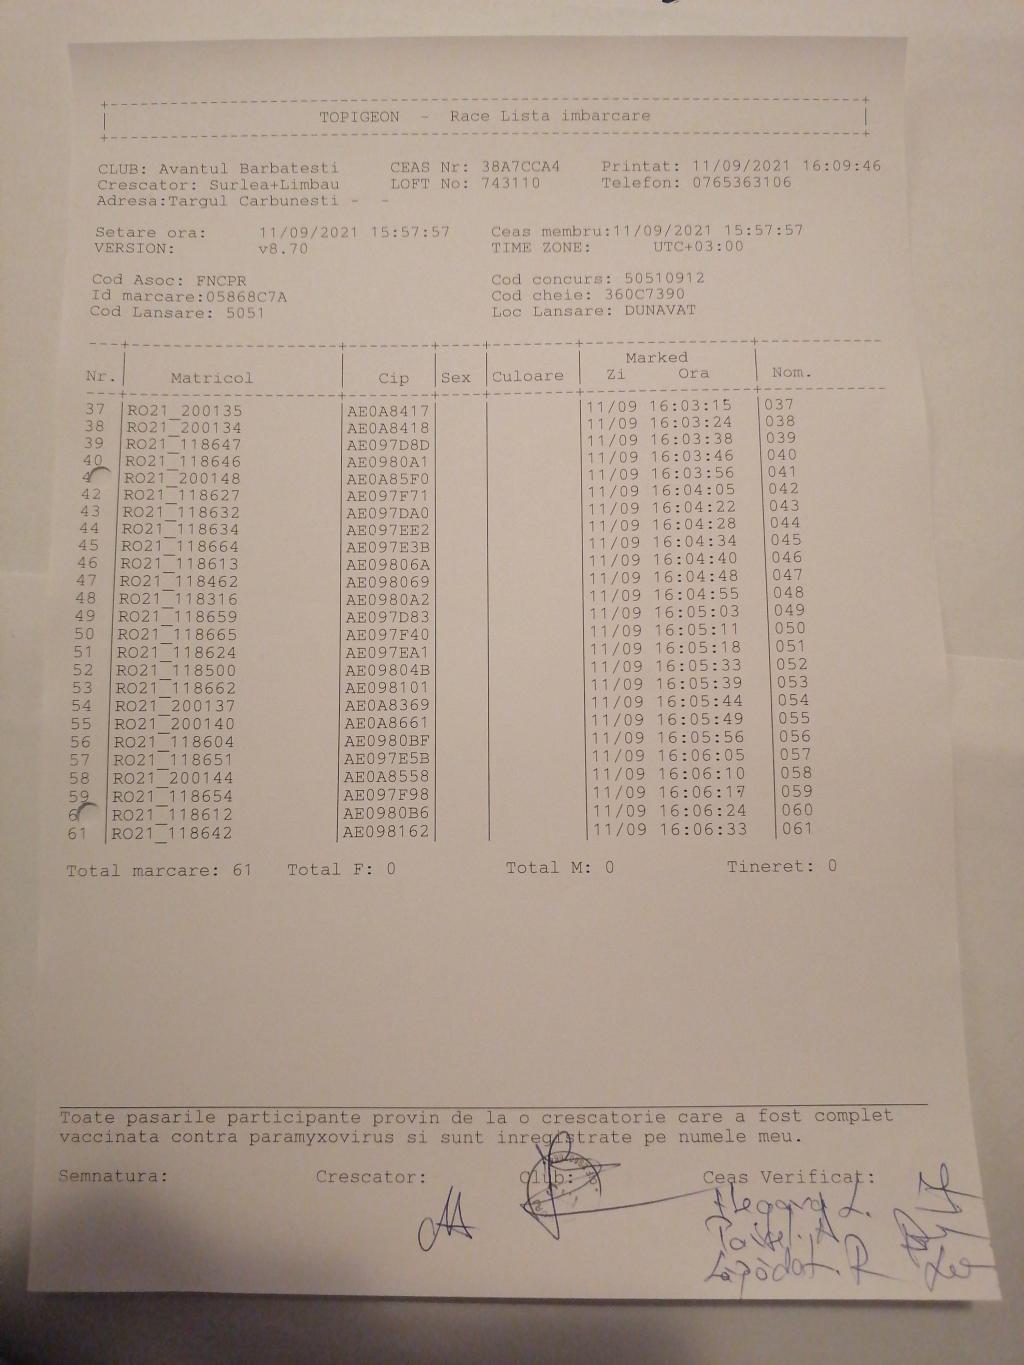 TOPIGEON - Race Lista imbarcare
CLUB: Avantul Barbatesti CEAS Nr: 38A7CCA4 Printat: 11/09/2021 16:09:46
Crescator: Surlea+Limbau LOFT No: 743110 Telefon: 0765363106
Adresa:Targul Carbunesti - -
Setare ora: 11/09/2021 15:57:57 Ceas membru:11/09/2021 15:57:57
VERSION: v8.70 TIME ZONE: UTC+03:00
Cod Asoc: FNCPR Cod concurs: 50510912
Id marcare:05868C7A Cod cheie: 360C7390
Cod Lansare: 5051 Loc Lansare: DUNAVAT
Marked
Nr. Matricol Cip Sex Culoare Zi Ora Nom.
37 RO21_200135 AE0A8417 11/09 16:03:15 037
38 RO21_200134 AE0A8418 11/09 16:03:24 038
39 RO21_118647 AE097D8D 11/09 16:03:38 039
40 RO21_118646 AE0980A1 11/09 16:03:46 040
4 RO21_200148 AE0A85F0 11/09 16:03:56 041
42 RO21_118627 AE097F71 11/09 16:04:05 042
43 RO21_118632 AE097DA0 11/09 16:04:22 043
44 RO21_118634 AE097EE2 11/09 16:04:28 044
45 RO21_118664 AE097E3B 11/09 16:04:34 045
46 RO21_118613 AE09806A 11/09 16:04:40 046
47 RO21_118462 AE098069 11/09 16:04:48 047
48 RO21_118316 AE0980A2 11/09 16:04:55 048
49 RO21_118659 AE097D83 11/09 16:05:03 049
50 RO21_118665 AE097F40 11/09 16:05:11 050
51 RO21_118624 AE097EA1 11/09 16:05:18 051
52 RO21_118500 AE09804B 11/09 16:05:33 052
53 RO21_118662 AE098101 11/09 16:05:39 053
54 RO21_200137 AE0A8369 11/09 16:05:44 054
55 RO21_200140 AE0A8661 11/09 16:05:49 055
56 RO21_118604 AE0980BF 11/09 16:05:56 056
57 RO21_118651 AE097E5B 11/09 16:06:05 057
58 RO21_200144 AE0A8558 11/09 16:06:10 058
59 RO21_118654 AE097F98 11/09 16:06:17 059
6 RO21_118612 AE0980B6 11/09 16:06:24 060
61 RO21_118642 AE098162 11/09 16:06:33 061
Total marcare: 61 Total F: 0 Total M: 0 Tineret: 0
Toate pasarile participante provin de la o crescatorie care a fost complet
vaccinata contra paramyxovirus si sunt inregistrate pe numele meu.
Semnatura: Crescator: Club: Ceas Verificat: